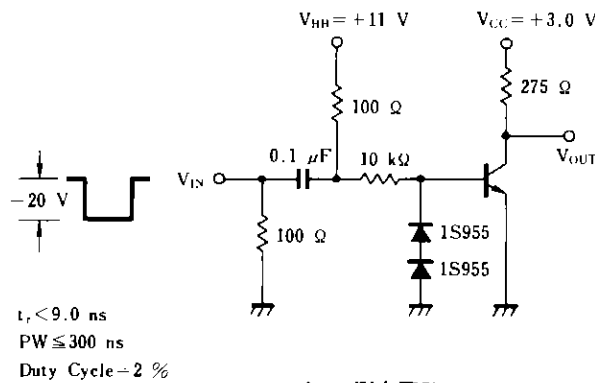 V_HH = +11 V
V_CC = +3.0 V
100 Ω
275 Ω
0.1 μF
10 kΩ
V_OUT
V_IN
−20 V
100 Ω
1S955
1S955
t_r < 9.0 ns
PW ≦ 300 ns
Duty Cycle ÷ 2 %